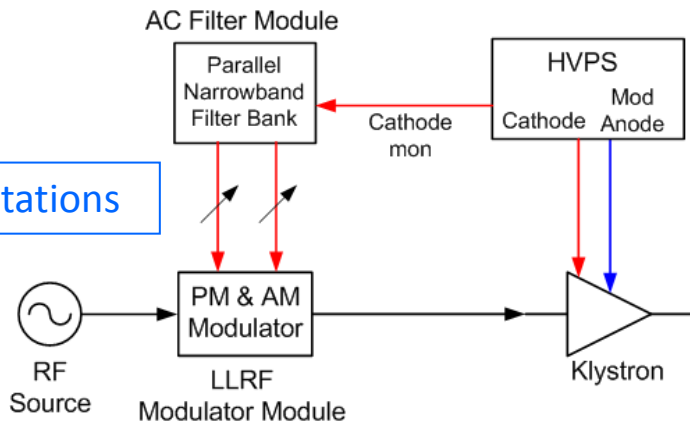 AC Filter Module
Parallel
Narrowband
Filter Bank
HVPS
Cathode
Mod
Anode
Cathode
mon
tations
PM & AM
Modulator
RF
Source
LLRF
Modulator Module
Klystron